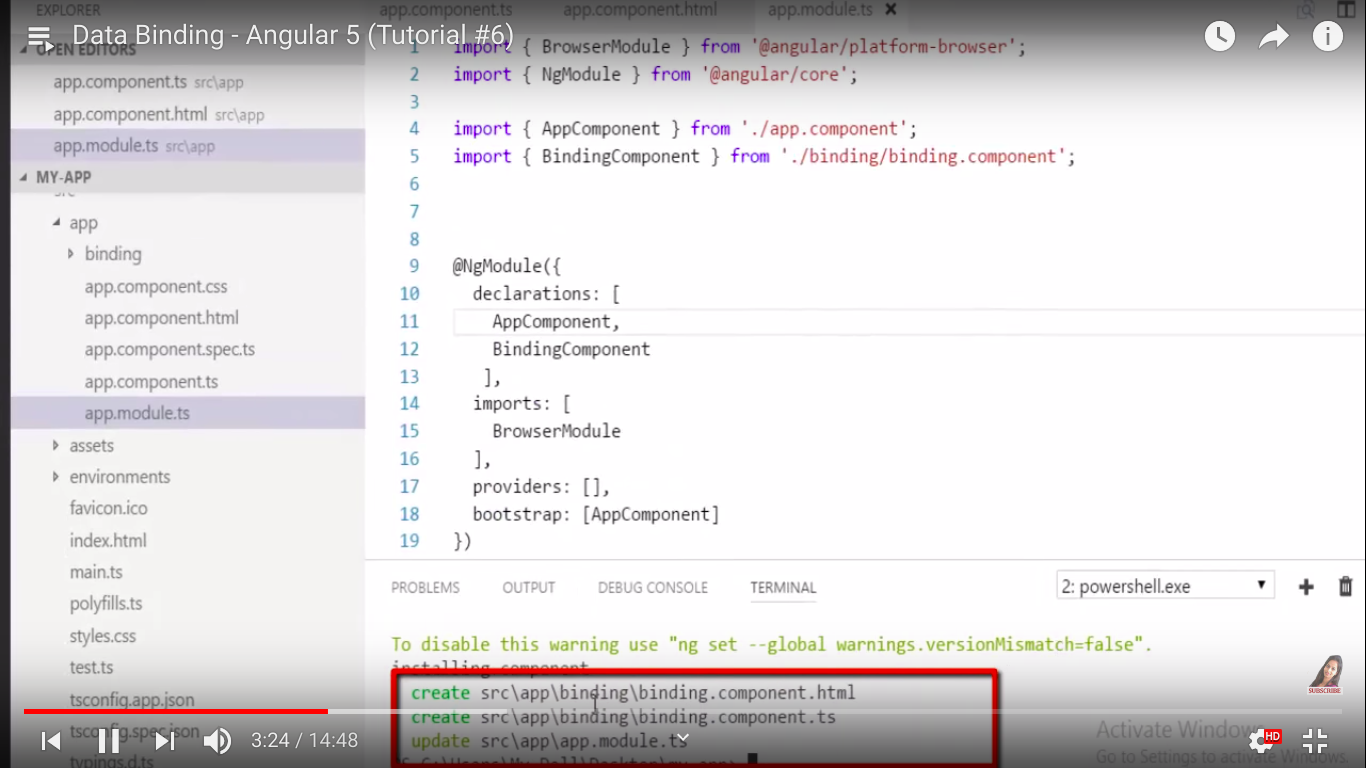 EXPLORER
app.component.ts app.component.html app.module.ts ×
Data Binding - Angular 5 (Tutorial #6)
OPEN EDITORS
app.component.ts src\app
app.component.html src\app
app.module.ts src\app
MY-APP
src
app
binding
app.component.css
app.component.html
app.component.spec.ts
app.component.ts
app.module.ts
assets
environments
favicon.ico
index.html
main.ts
polyfills.ts
styles.css
test.ts
tsconfig.app.json
tsconfig.spec.json
typings.d.ts
1 import { BrowserModule } from '@angular/platform-browser';
2 import { NgModule } from '@angular/core';
3
4 import { AppComponent } from './app.component';
5 import { BindingComponent } from './binding/binding.component';
6
7
8
9 @NgModule({
10 declarations: [
11 AppComponent,
12 BindingComponent
13 ],
14 imports: [
15 BrowserModule
16 ],
17 providers: [],
18 bootstrap: [AppComponent]
19 })
PROBLEMS OUTPUT DEBUG CONSOLE TERMINAL 2: powershell.exe
To disable this warning use "ng set --global warnings.versionMismatch=false".
installing component
create src\app\binding\binding.component.html
create src\app\binding\binding.component.ts
update src\app\app.module.ts
PS C:\Users\My Dell\Desktop\my-app>
SUBSCRIBE
Activate Windows
Go to Settings to activate Windows.
3:24 / 14:48
HD